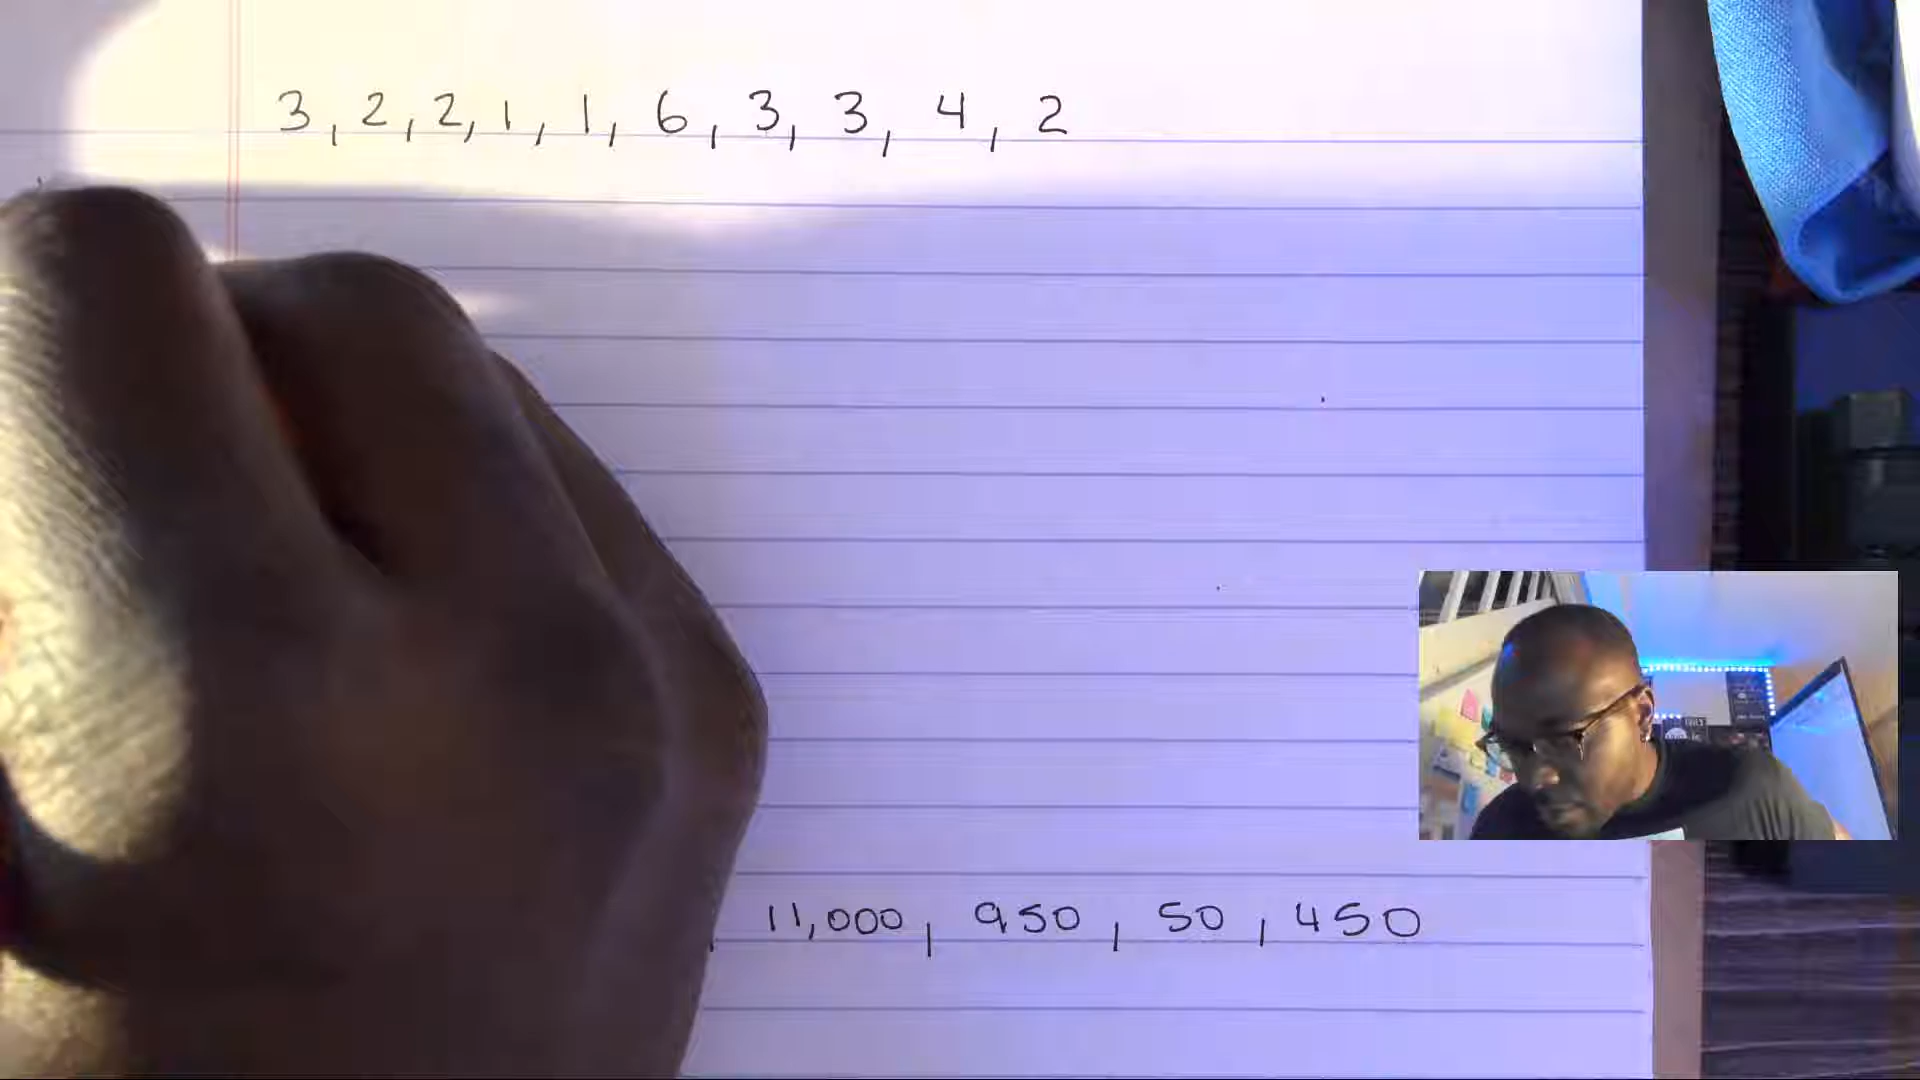 3, 2, 2, 1, 1, 6, 3, 3, 4, 2
, 11,000, 950, 50, 450